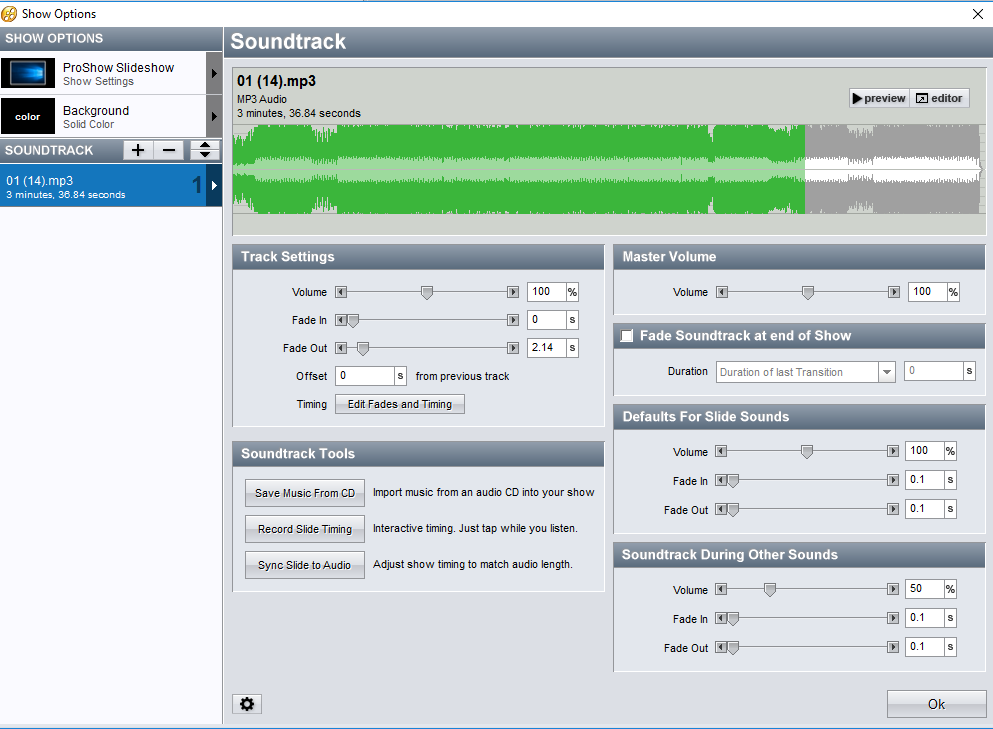 Show Options
SHOW OPTIONS
ProShow Slideshow
Show Settings
color
Background
Solid Color
SOUNDTRACK
01 (14).mp3
3 minutes, 36.84 seconds
1
Soundtrack
01 (14).mp3
MP3 Audio
3 minutes, 36.84 seconds
preview editor
Track Settings
Volume 100 %
Fade In 0 s
Fade Out 2.14 s
Offset 0 s from previous track
Timing Edit Fades and Timing
Soundtrack Tools
Save Music From CD Import music from an audio CD into your show
Record Slide Timing Interactive timing. Just tap while you listen.
Sync Slide to Audio Adjust show timing to match audio length.
Master Volume
Volume 100 %
Fade Soundtrack at end of Show
Duration Duration of last Transition 0 s
Defaults For Slide Sounds
Volume 100 %
Fade In 0.1 s
Fade Out 0.1 s
Soundtrack During Other Sounds
Volume 50 %
Fade In 0.1 s
Fade Out 0.1 s
Ok